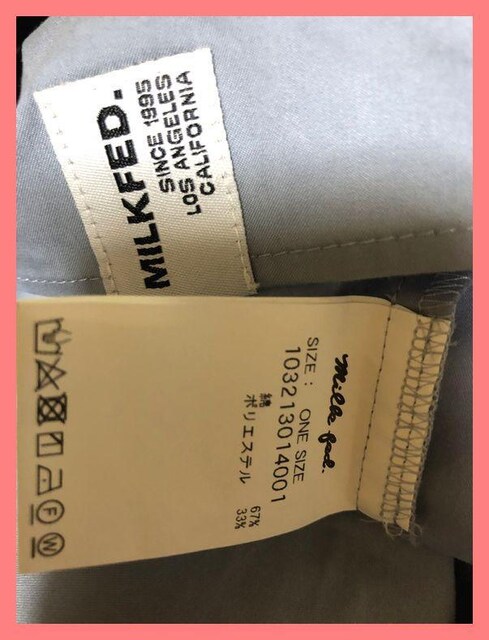 MILKFED.
SINCE 1995
LOS ANGELES
CALIFORNIA
milk fed.
SIZE : ONE SIZE
103213014001
綿 67%
ポリエステル 33%
F
W